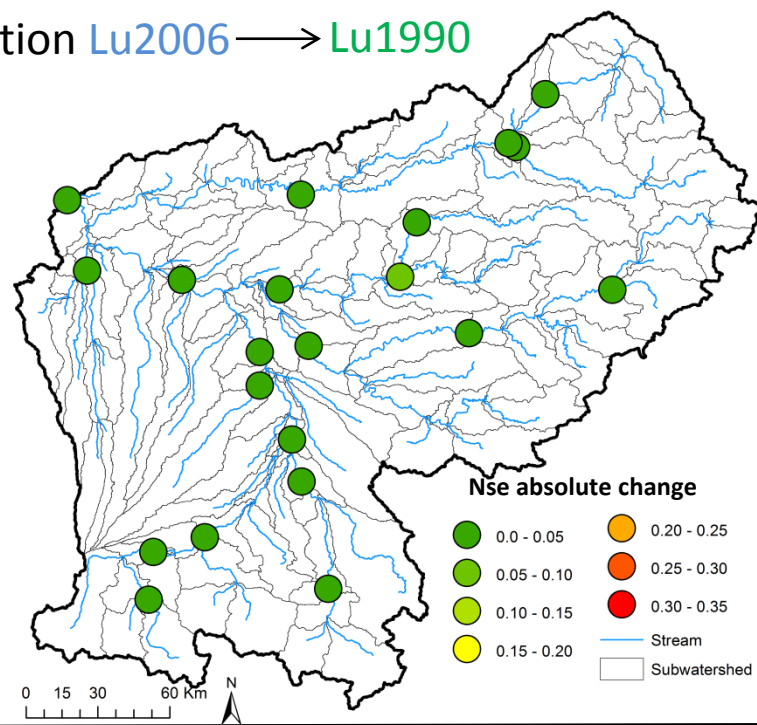 tion Lu2006 → Lu1990
Nse absolute change
0.0 - 0.05
0.05 - 0.10
0.10 - 0.15
0.15 - 0.20
0.20 - 0.25
0.25 - 0.30
0.30 - 0.35
Stream
Subwatershed
0 15 30 60 Km
N